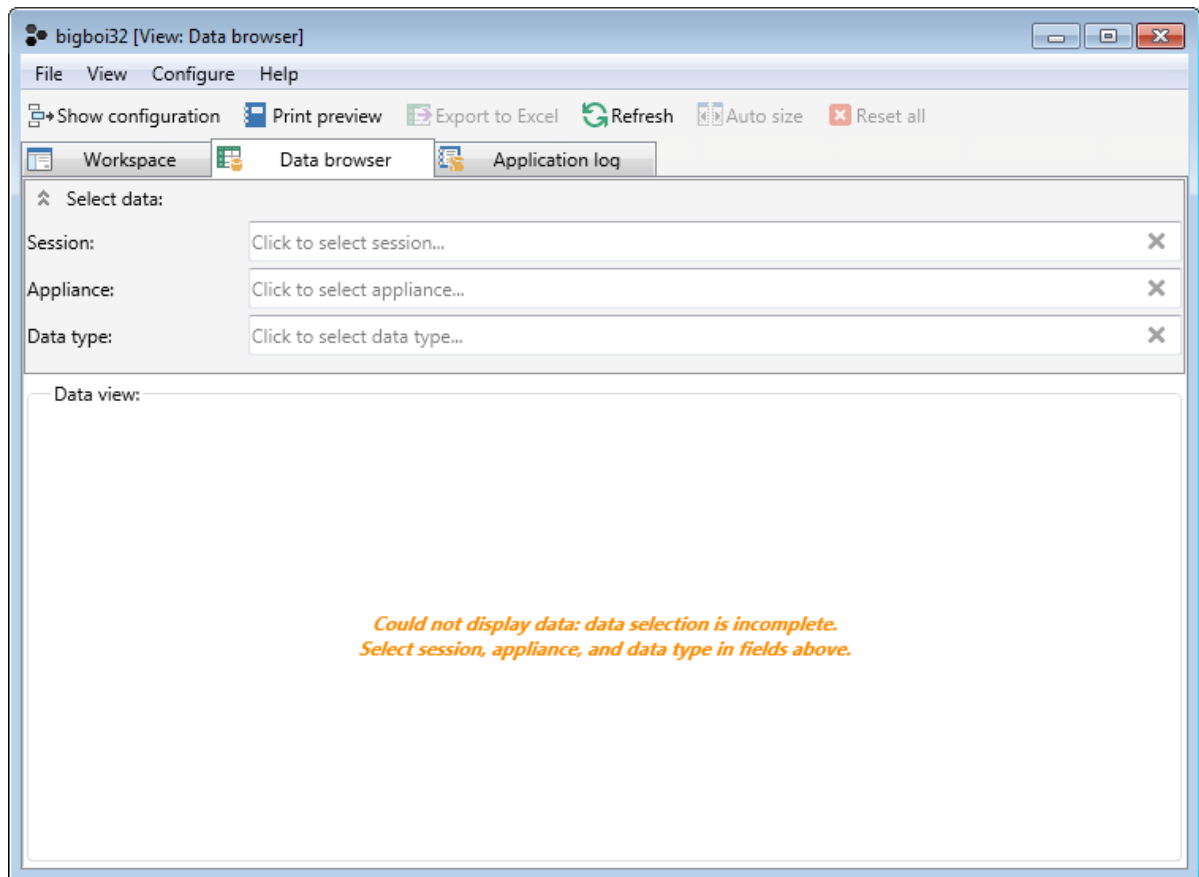 bigboi32 [View: Data browser]
File View Configure Help
Show configuration Print preview Export to Excel Refresh Auto size Reset all
Workspace Data browser Application log
Select data:
Session: Click to select session...
Appliance: Click to select appliance...
Data type: Click to select data type...
Data view:
Could not display data: data selection is incomplete.
Select session, appliance, and data type in fields above.